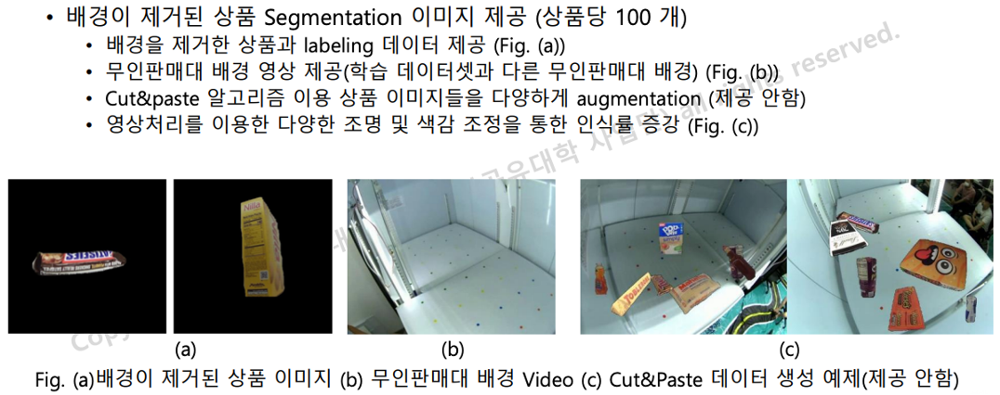 • 배경이 제거된 상품 Segmentation 이미지 제공 (상품당 100 개)
• 배경을 제거한 상품과 labeling 데이터 제공 (Fig. (a))
• 무인판매대 배경 영상 제공(학습 데이터셋과 다른 무인판매대 배경) (Fig. (b))
• Cut&paste 알고리즘 이용 상품 이미지들을 다양하게 augmentation (제공 안함)
• 영상처리를 이용한 다양한 조명 및 색감 조정을 통한 인식률 증강 (Fig. (c))
(a)
(b)
(c)
Fig. (a)배경이 제거된 상품 이미지 (b) 무인판매대 배경 Video (c) Cut&Paste 데이터 생성 예제(제공 안함)